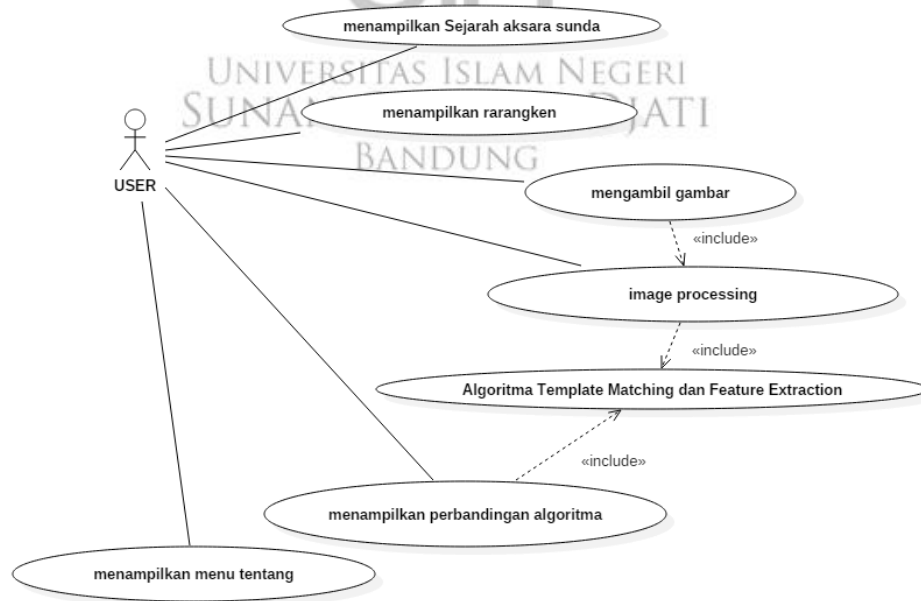 menampilkan Sejarah aksara sunda
UNIVERSITAS ISLAM NEGERI
menampilkan rarangken
BANDUNG
USER
mengambil gambar
«include»
image processing
«include»
Algoritma Template Matching dan Feature Extraction
«include»
menampilkan perbandingan algoritma
menampilkan menu tentang